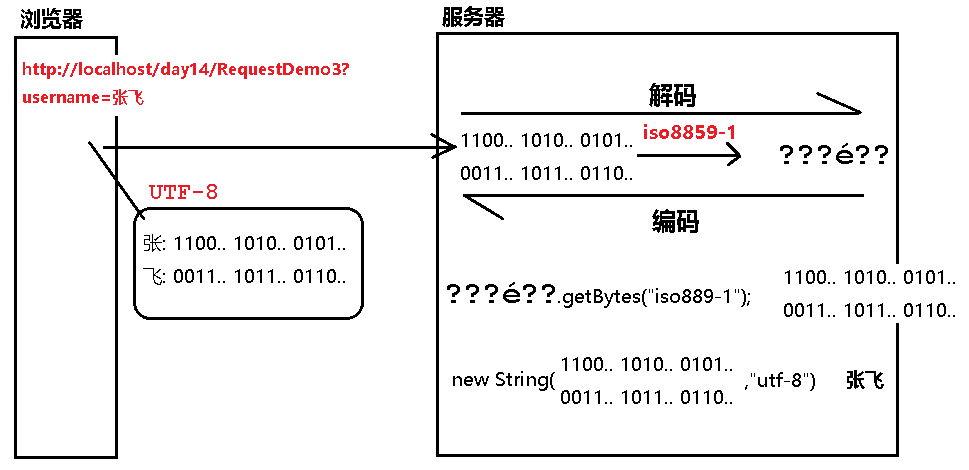 浏览器
http://localhost/day14/RequestDemo3?
username=张飞
UTF-8
张: 1100.. 1010.. 0101..
飞: 0011.. 1011.. 0110..
服务器
解码
1100.. 1010.. 0101..
0011.. 1011.. 0110..
iso8859-1
???é??
编码
???é??.getBytes("iso889-1");
1100.. 1010.. 0101..
0011.. 1011.. 0110..
new String(
1100.. 1010.. 0101..
0011.. 1011.. 0110..
,"utf-8")
张飞